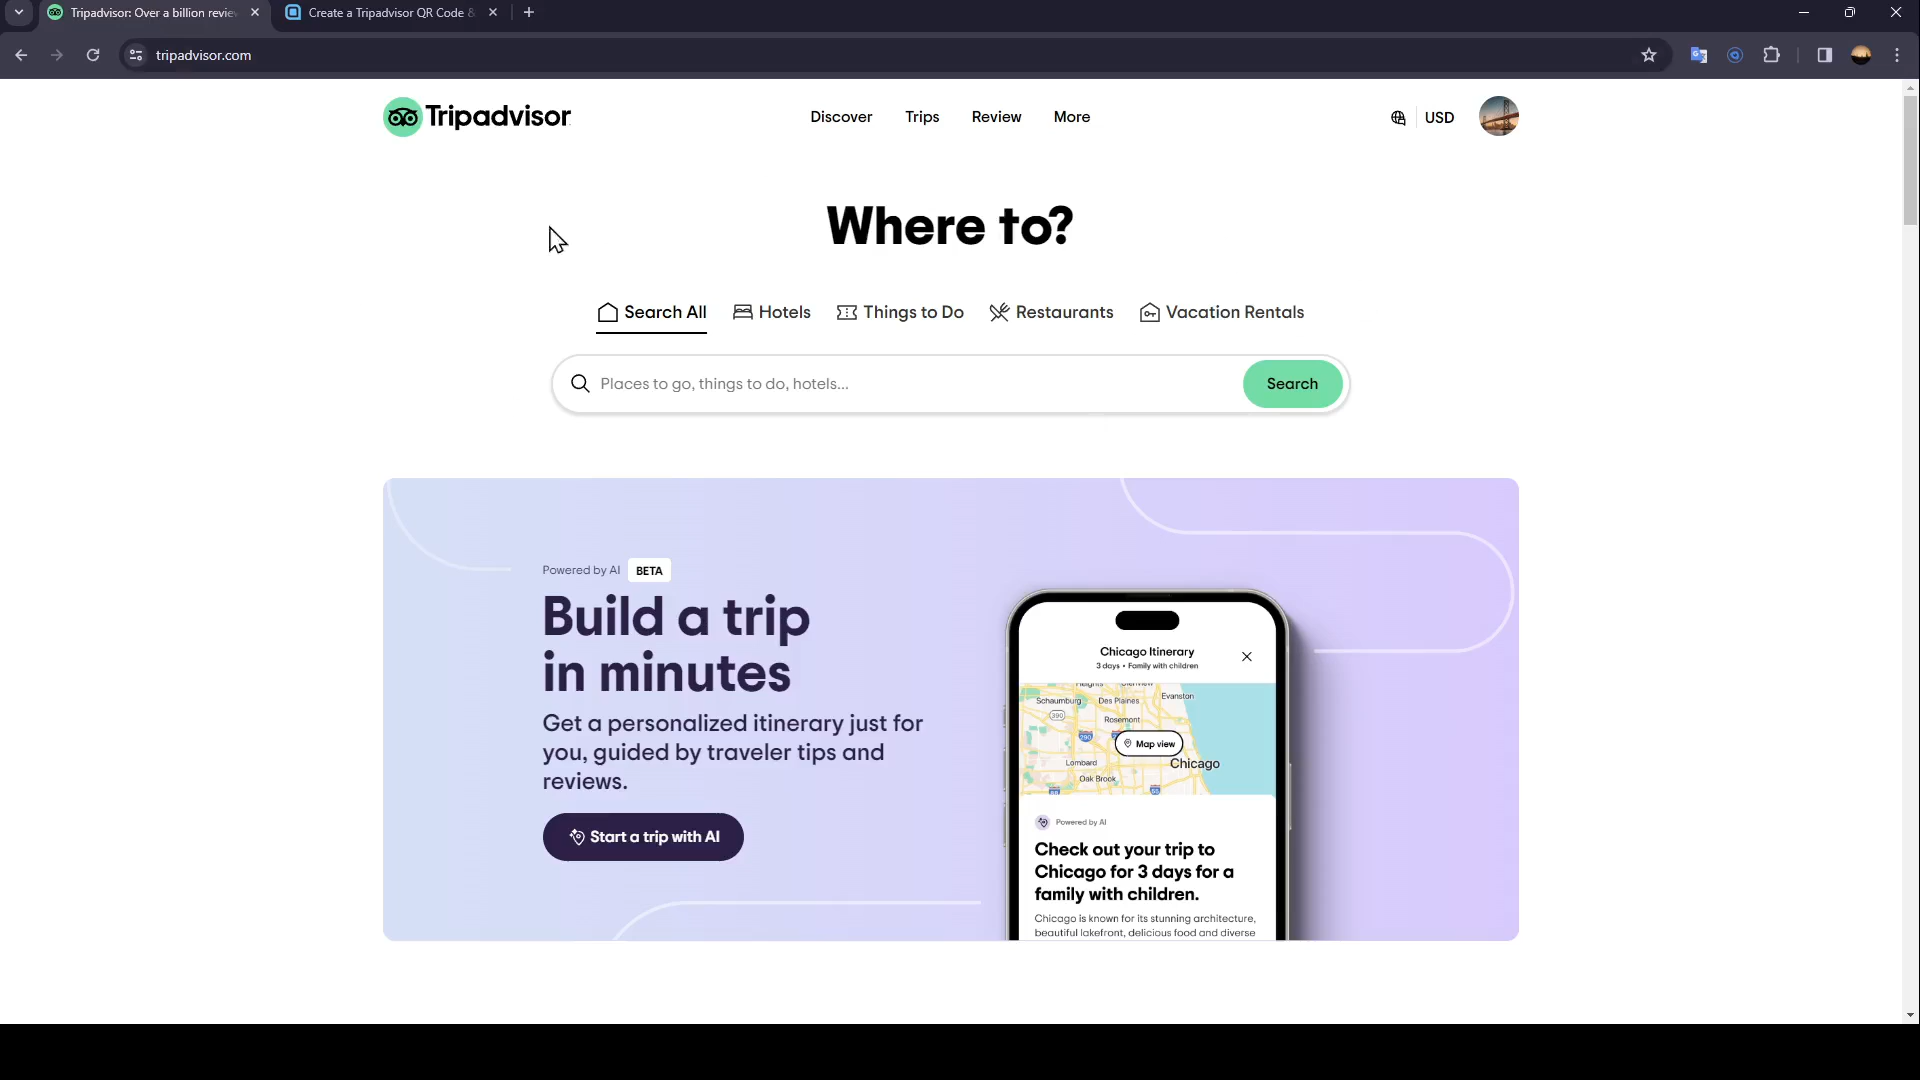 Tripadvisor: Over a billion revie
Create a Tripadvisor QR Code &
tripadvisor.com
Tripadvisor
Discover
Trips
Review
More
USD
Where to?
Search All
Hotels
Things to Do
Restaurants
Vacation Rentals
Places to go, things to do, hotels...
Search
Powered by AI BETA
Build a trip
in minutes
Get a personalized itinerary just for
you, guided by traveler tips and
reviews.
Start a trip with AI
Chicago Itinerary
3 days • Family with children
Schaumburg
Des Plaines
Evanston
390
Rosemont
290
Map view
Lombard
Chicago
Oak Brook
Powered by AI
Check out your trip to
Chicago for 3 days for a
family with children.
Chicago is known for its stunning architecture,
beautiful lakefront, delicious food and diverse